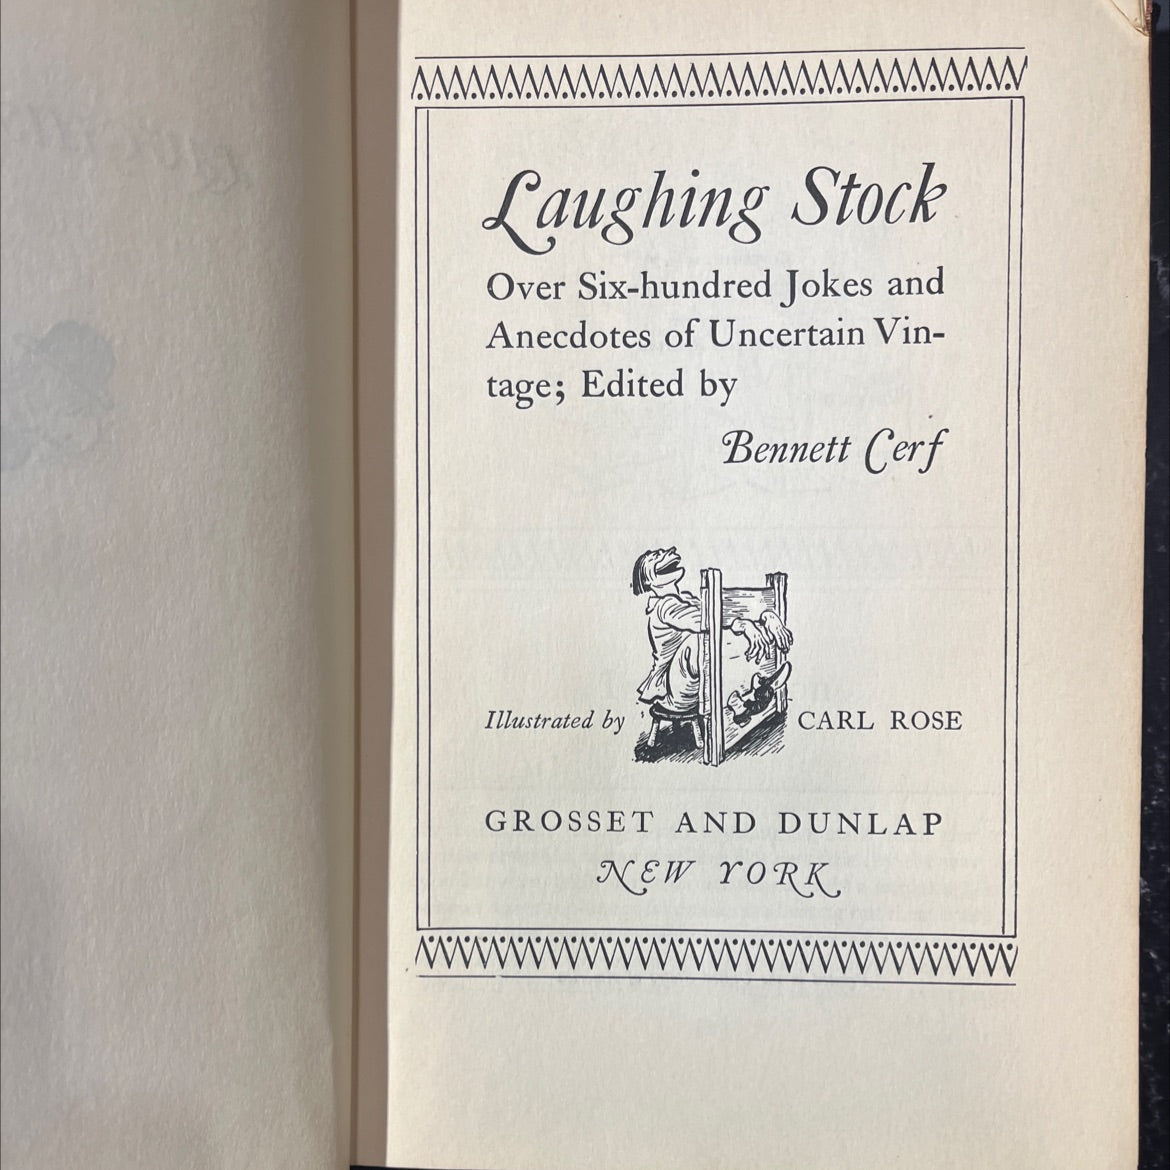 Laughing Stock
Over Six-hundred Jokes and
Anecdotes of Uncertain Vin-
tage; Edited by
Bennett Cerf
Illustrated by CARL ROSE
GROSSET AND DUNLAP
NEW YORK